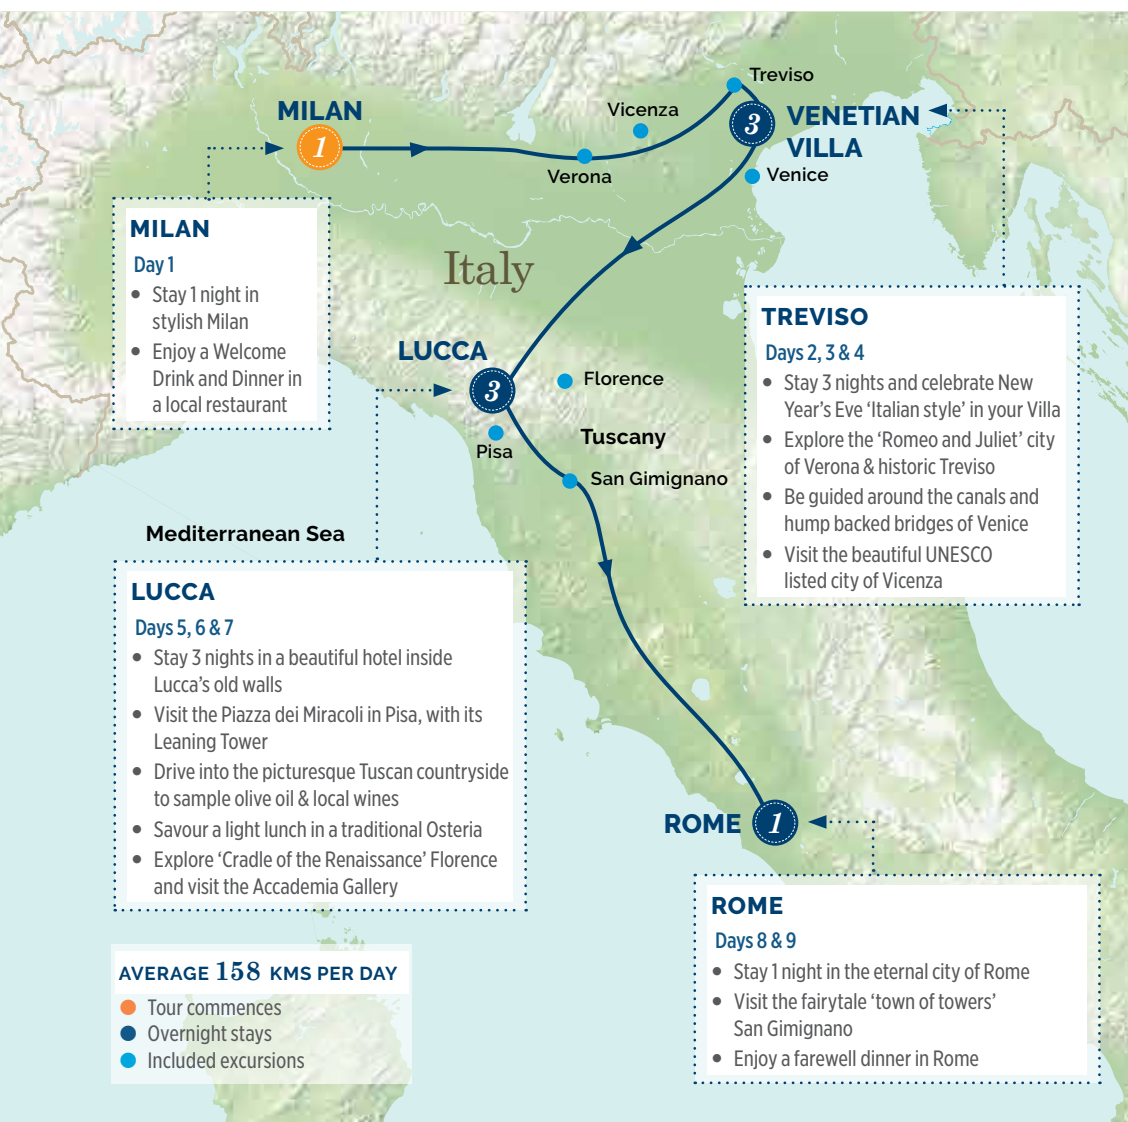 Treviso
Vicenza
MILAN
1
3
VENETIAN
VILLA
Verona
Venice
Italy
MILAN
Day 1
• Stay 1 night in
stylish Milan
• Enjoy a Welcome
Drink and Dinner in
a local restaurant
TREVISO
Days 2, 3 & 4
• Stay 3 nights and celebrate New
Year's Eve 'Italian style' in your Villa
• Explore the 'Romeo and Juliet' city
of Verona & historic Treviso
• Be guided around the canals and
hump backed bridges of Venice
• Visit the beautiful UNESCO
listed city of Vicenza
LUCCA
3
Florence
Tuscany
Pisa
San Gimignano
Mediterranean Sea
LUCCA
Days 5, 6 & 7
• Stay 3 nights in a beautiful hotel inside
Lucca's old walls
• Visit the Piazza dei Miracoli in Pisa, with its
Leaning Tower
• Drive into the picturesque Tuscan countryside
to sample olive oil & local wines
• Savour a light lunch in a traditional Osteria
• Explore 'Cradle of the Renaissance' Florence
and visit the Accademia Gallery
ROME
1
ROME
Days 8 & 9
• Stay 1 night in the eternal city of Rome
• Visit the fairytale 'town of towers'
San Gimignano
• Enjoy a farewell dinner in Rome
AVERAGE 158 KMS PER DAY
Tour commences
Overnight stays
Included excursions